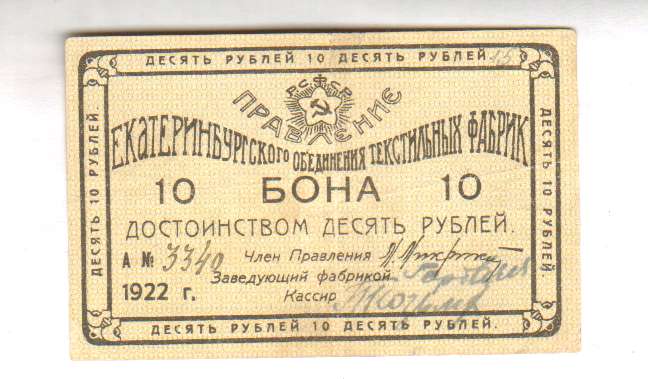 ДЕСЯТЬ РУБЛЕЙ 10 ДЕСЯТЬ РУБЛЕЙ.
РСФСР
ПРАВЛЕНИЕ
ЕКАТЕРИНБУРГСКОГО ОБЪЕДИНЕНИЯ ТЕКСТИЛЬНЫХ ФАБРИК
10 БОНА 10
ДОСТОИНСТВОМ ДЕСЯТЬ РУБЛЕЙ.
А № 3340 Член Правления
Заведующий фабрикой
1922 г. Кассир
ДЕСЯТЬ РУБЛЕЙ 10 ДЕСЯТЬ РУБЛЕЙ.
ДЕСЯТЬ 10 РУБЛЕЙ.
ДЕСЯТЬ 10 РУБЛЕЙ.